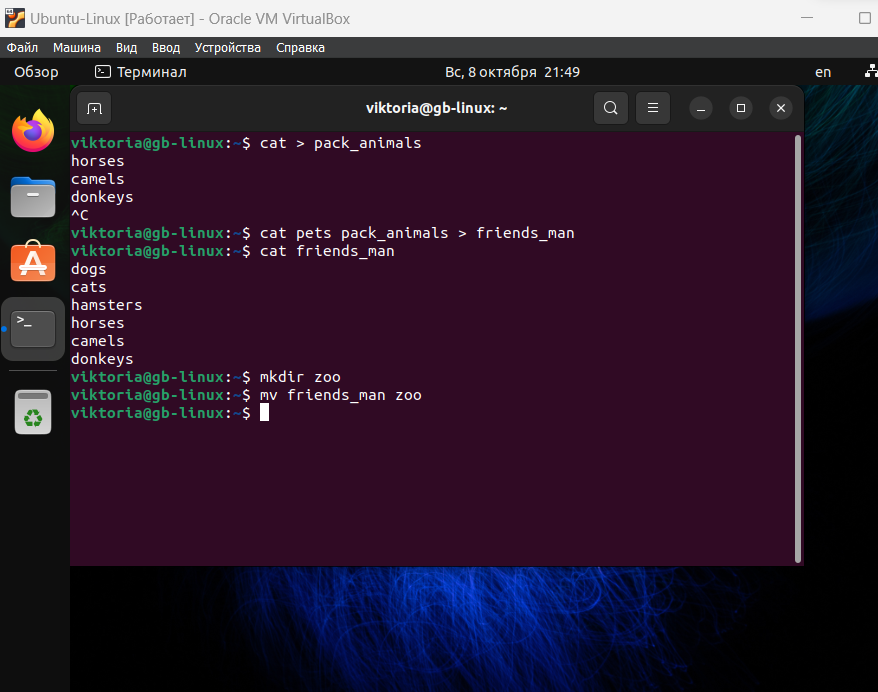 Ubuntu-Linux [Работает] - Oracle VM VirtualBox
Файл Машина Вид Ввод Устройства Справка
Обзор Терминал Вс, 8 октября 21:49 en
viktoria@gb-linux: ~
viktoria@gb-linux:~$ cat > pack_animals
horses
camels
donkeys
^C
viktoria@gb-linux:~$ cat pets pack_animals > friends_man
viktoria@gb-linux:~$ cat friends_man
dogs
cats
hamsters
horses
camels
donkeys
viktoria@gb-linux:~$ mkdir zoo
viktoria@gb-linux:~$ mv friends_man zoo
viktoria@gb-linux:~$